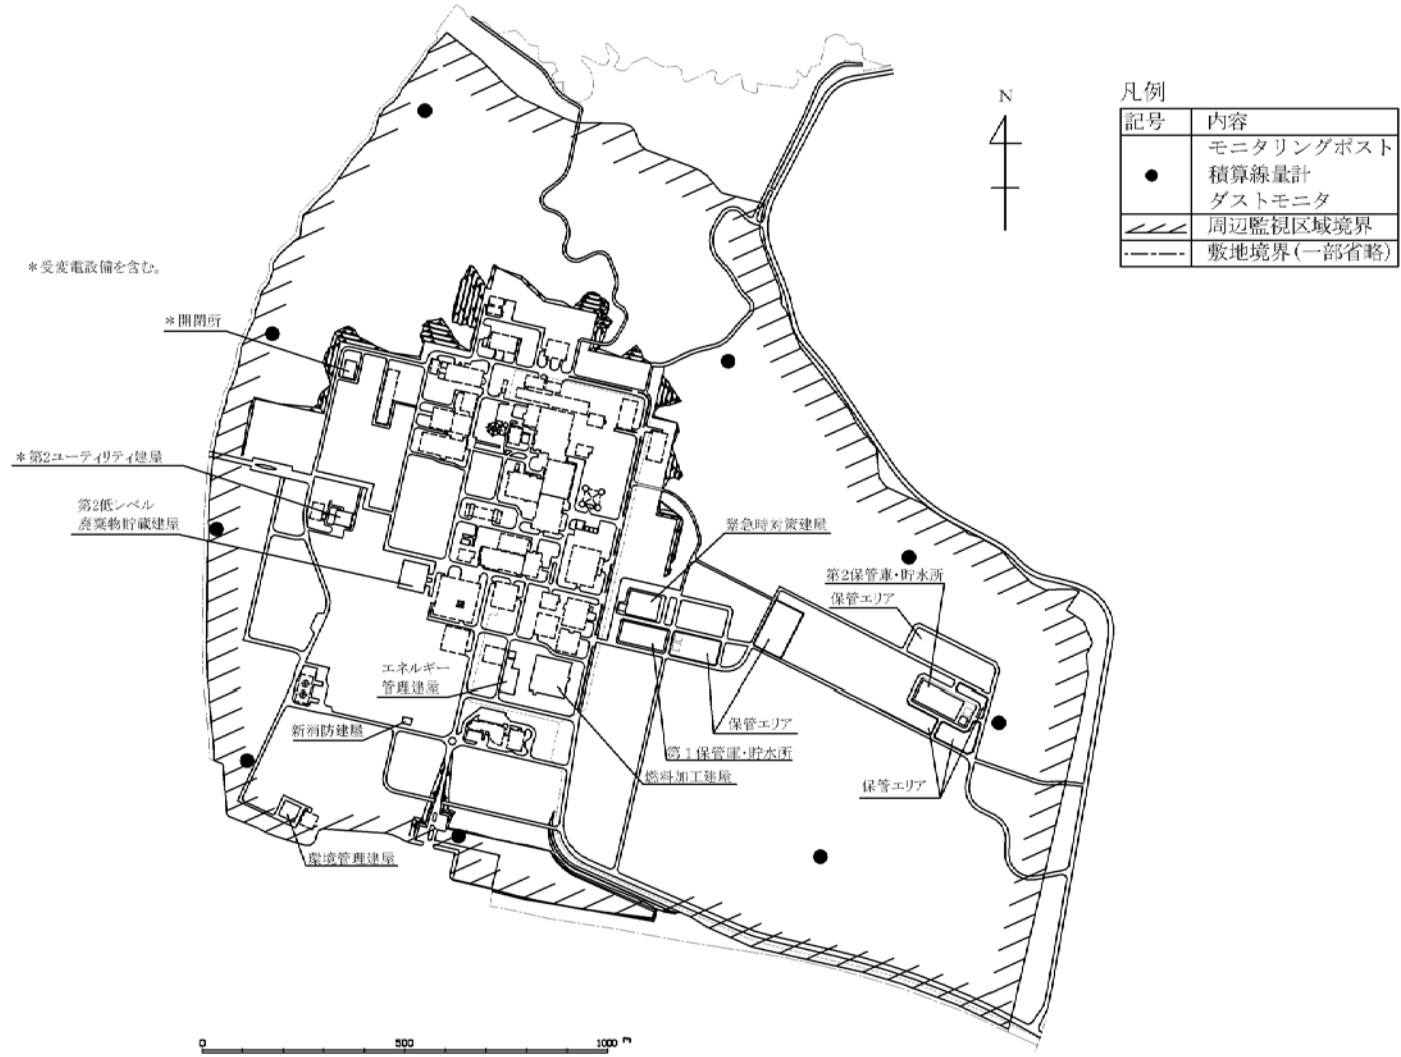 N
凡例
記号 内容
モニタリングポスト
積算線量計
ダストモニタ
周辺監視区域境界
敷地境界(一部省略)
＊受変電設備を含む。
＊開閉所
＊第2ユーティリティ建屋
第2低レベル
廃棄物貯蔵建屋
緊急時対策建屋
第2保管庫・貯水所
保管エリア
エネルギー
管理建屋
新消防建屋
保管エリア
第1保管庫・貯水所
燃料加工建屋
保管エリア
環境管理建屋
0 500 1000 m